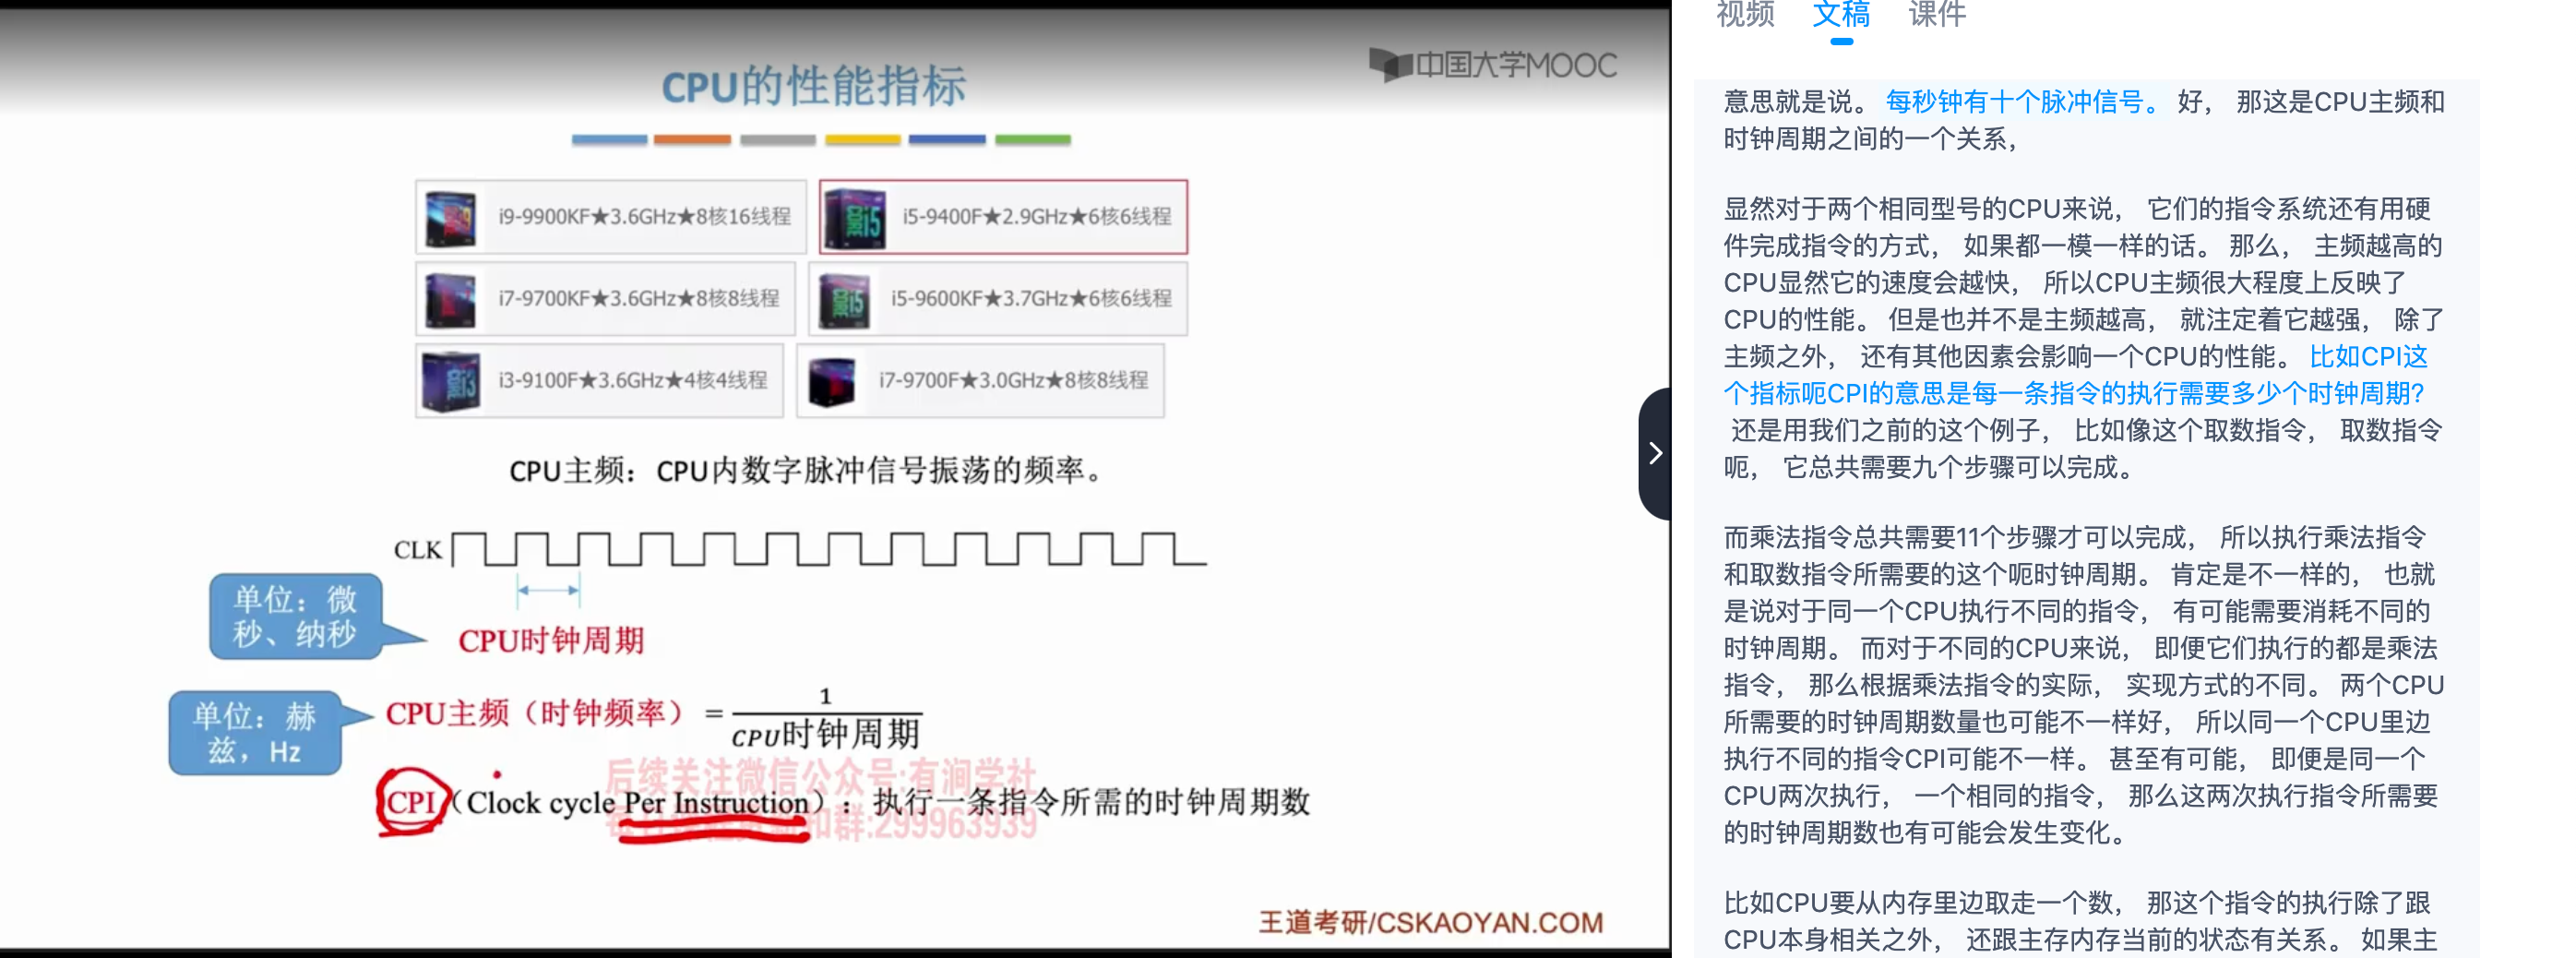 中国大学MOOC
CPU的性能指标
i9-9900KF★3.6GHz★8核16线程
i5-9400F★2.9GHz★6核6线程
i7-9700KF★3.6GHz★8核8线程
i5-9600KF★3.7GHz★6核6线程
i3-9100F★3.6GHz★4核4线程
i7-9700F★3.0GHz★8核8线程
CPU主频：CPU内数字脉冲信号振荡的频率。
CLK
单位：微
秒、纳秒
CPU时钟周期
单位：赫
兹，Hz
CPU主频（时钟频率）=
1
CPU时钟周期
后续关注微信公众号:有涧学社
CPI（Clock cycle Per Instruction）：执行一条指令所需的时钟周期数
和群:299963939
王道考研/CSKAOYAN.COM
视频 文稿 课件
意思就是说。 每秒钟有十个脉冲信号。 好， 那这是CPU主频和
时钟周期之间的一个关系，
显然对于两个相同型号的CPU来说， 它们的指令系统还有用硬
件完成指令的方式， 如果都一模一样的话。 那么， 主频越高的
CPU显然它的速度会越快， 所以CPU主频很大程度上反映了
CPU的性能。 但是也并不是主频越高， 就注定着它越强， 除了
主频之外， 还有其他因素会影响一个CPU的性能。 比如CPI这
个指标呃CPI的意思是每一条指令的执行需要多少个时钟周期?
还是用我们之前的这个例子， 比如像这个取数指令， 取数指令
呃， 它总共需要九个步骤可以完成。
而乘法指令总共需要11个步骤才可以完成， 所以执行乘法指令
和取数指令所需要的这个呃时钟周期。 肯定是不一样的， 也就
是说对于同一个CPU执行不同的指令， 有可能需要消耗不同的
时钟周期。 而对于不同的CPU来说， 即便它们执行的都是乘法
指令， 那么根据乘法指令的实际， 实现方式的不同。 两个CPU
所需要的时钟周期数量也可能不一样好， 所以同一个CPU里边
执行不同的指令CPI可能不一样。 甚至有可能， 即便是同一个
CPU两次执行， 一个相同的指令， 那么这两次执行指令所需要
的时钟周期数也有可能会发生变化。
比如CPU要从内存里边取走一个数， 那这个指令的执行除了跟
CPU本身相关之外， 还跟主存内存当前的状态有关系。 如果主